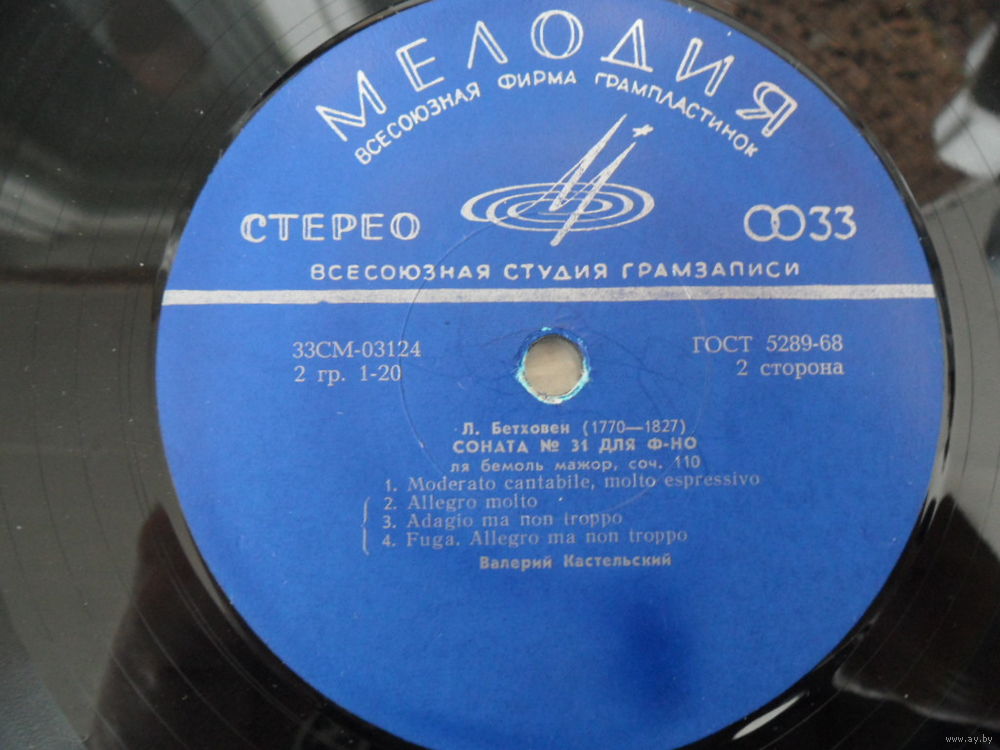 МЕЛОДИЯ
ВСЕСОЮЗНАЯ ФИРМА ГРАМПЛАСТИНОК
СТЕРЕО
33
ВСЕСОЮЗНАЯ СТУДИЯ ГРАМЗАПИСИ
33СМ-03124
ГОСТ 5289-68
2 гр. 1-20
2 сторона
Л. Бетховен (1770—1827)
СОНАТА № 31 ДЛЯ Ф-НО
ля бемоль мажор, соч. 110
1. Moderato cantabile, molto espressivo
2. Allegro molto
3. Adagio ma non troppo
4. Fuga. Allegro ma non troppo
Валерий Кастельский
www.ay.by